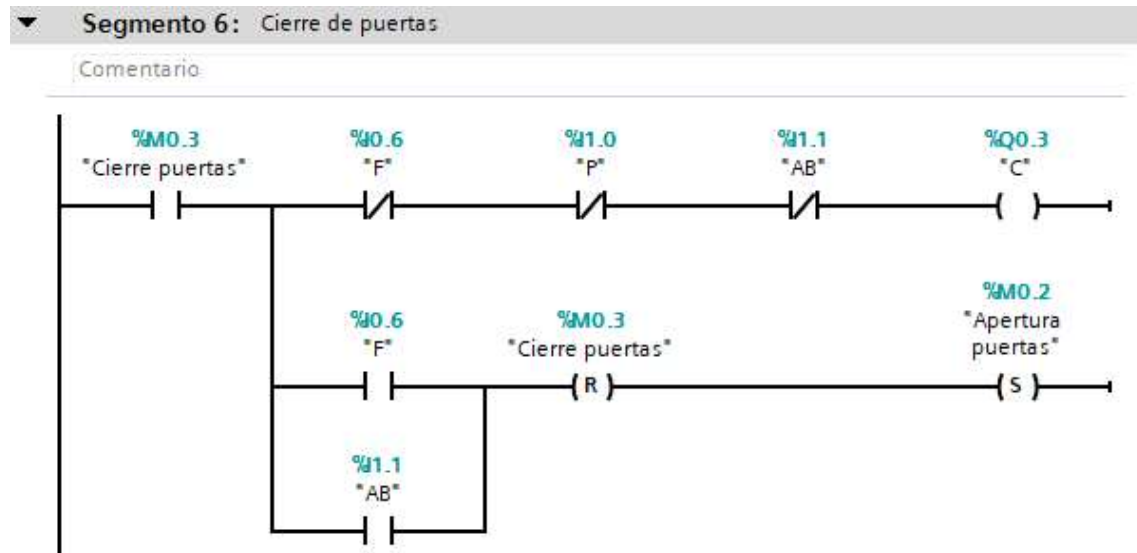 Segmento 6: Cierre de puertas
Comentario
%M0.3 %I0.6 %I1.0 %I1.1 %Q0.3
"Cierre puertas" "F" "P" "AB" "C"
%M0.2
%I0.6 %M0.3 "Apertura
"F" "Cierre puertas" puertas"
R S
%I1.1
"AB"